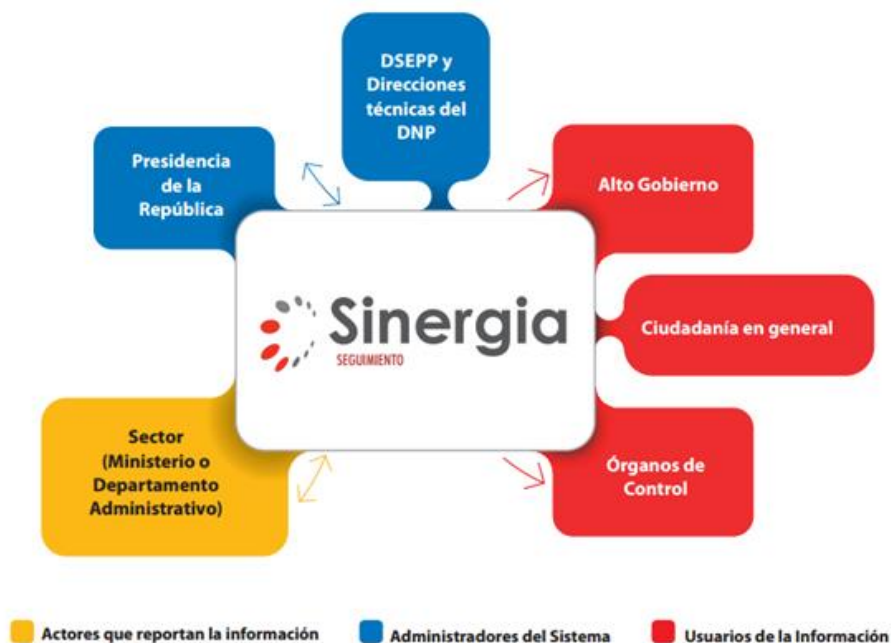 DSEPP y
Direcciones
técnicas del
DNP
Presidencia
de la
República
Alto Gobierno
Sinergia
SEGUIMIENTO
Ciudadanía en general
Sector
(Ministerio o
Departamento
Administrativo)
Órganos de
Control
Actores que reportan la información
Administradores del Sistema
Usuarios de la Información